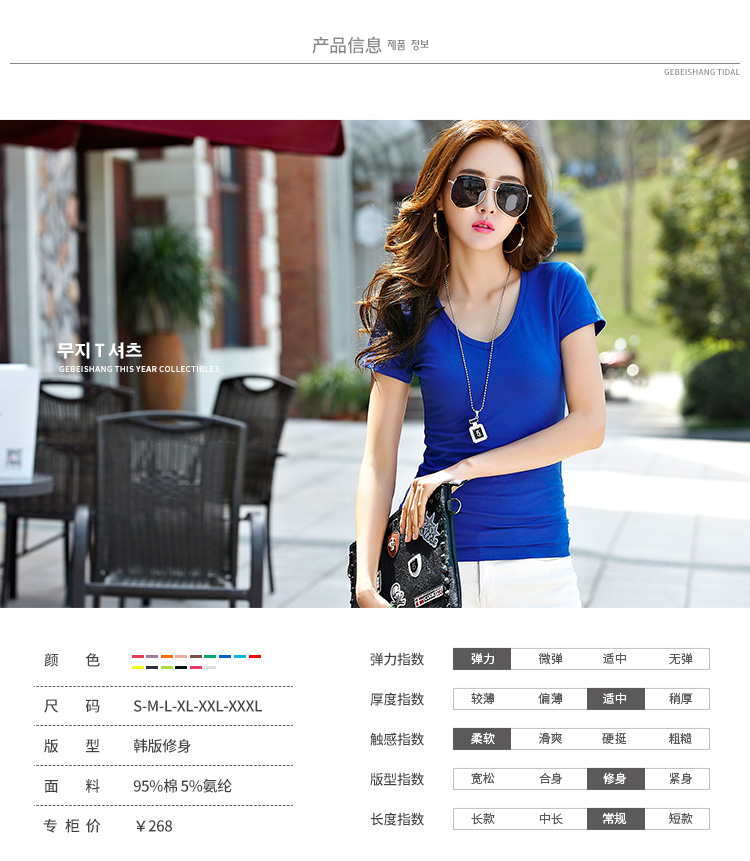 产品信息 제품 정보
GEBEISHANG TIDAL
무지 T 셔츠
GEBEISHANG THIS YEAR COLLECTIBLES
颜 色
尺 码 S-M-L-XL-XXL-XXXL
版 型 韩版修身
面 料 95%棉 5%氨纶
专 柜 价 ￥268
弹力指数 弹力 微弹 适中 无弹
厚度指数 较薄 偏薄 适中 稍厚
触感指数 柔软 滑爽 硬挺 粗糙
版型指数 宽松 合身 修身 紧身
长度指数 长款 中长 常规 短款